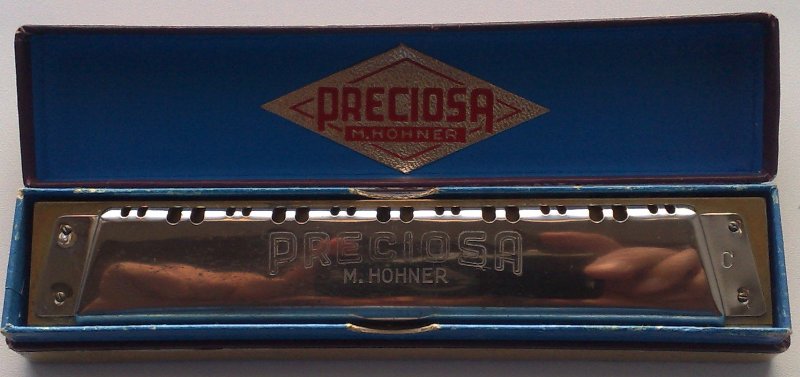 PRECIOSA
M. HOHNER
PRECIOSA
M. HOHNER
C